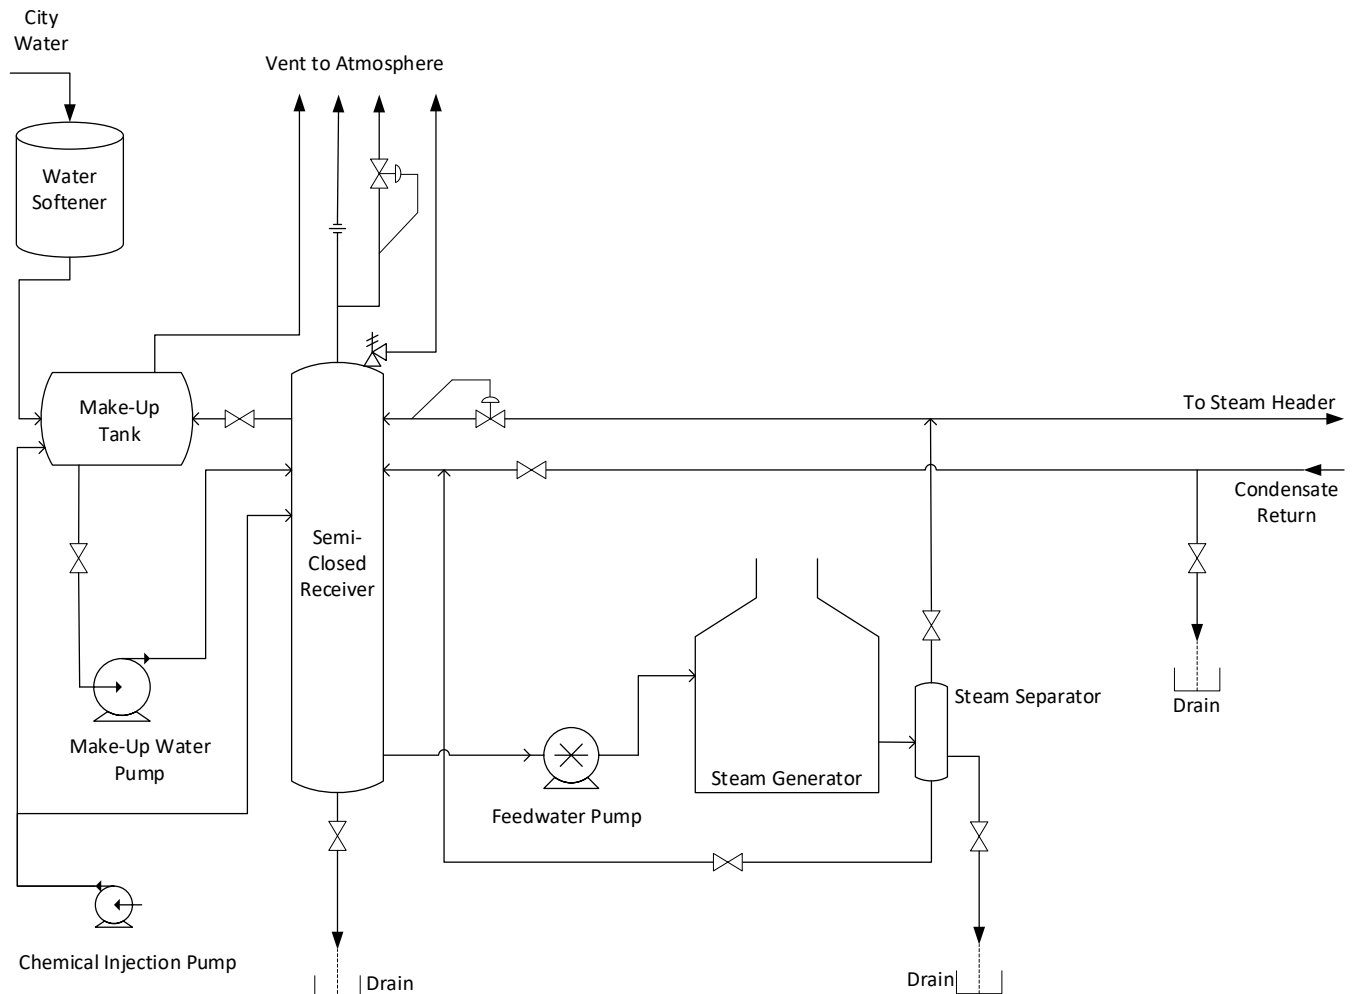 City
Water
Vent to Atmosphere
Water
Softener
Make-Up
Tank
To Steam Header
Condensate
Return
Semi-
Closed
Receiver
Steam Separator
Drain
Make-Up Water
Pump
Steam Generator
Feedwater Pump
Chemical Injection Pump
Drain
Drain